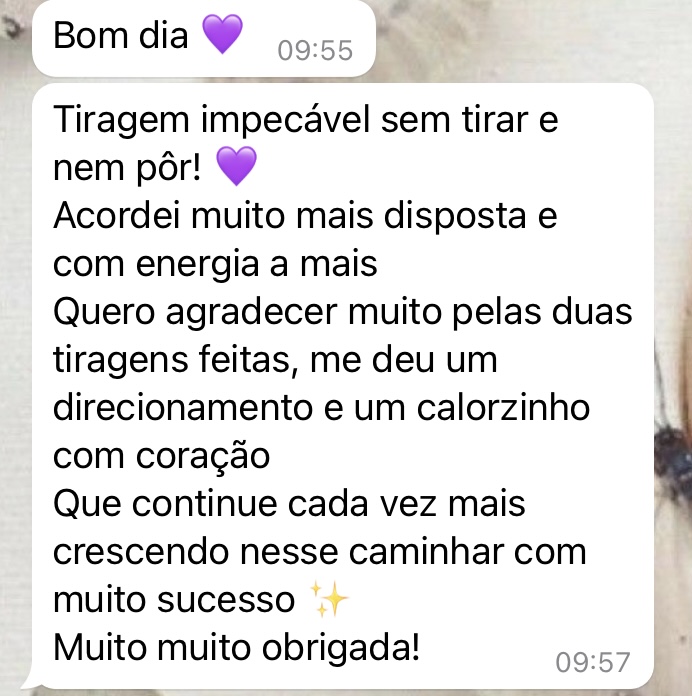 Bom dia 💜 09:55
Tiragem impecável sem tirar e
nem pôr! 💜
Acordei muito mais disposta e
com energia a mais
Quero agradecer muito pelas duas
tiragens feitas, me deu um
direcionamento e um calorzinho
com coração
Que continue cada vez mais
crescendo nesse caminhar com
muito sucesso ✨
Muito muito obrigada! 09:57